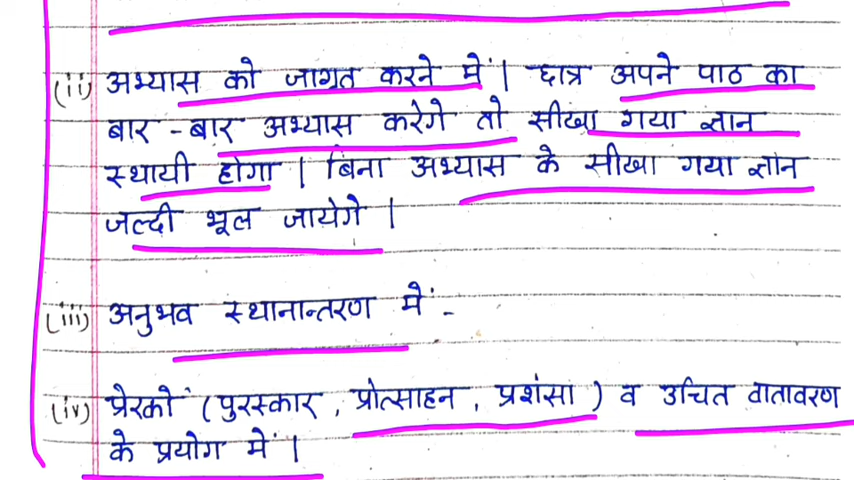 (ii) अभ्यास को जाग्रत करने में। छात्र अपने पाठ का
बार-बार अभ्यास करेगे तो सीखा गया ज्ञान
स्थायी होगा। बिना अभ्यास के सीखा गया ज्ञान
जल्दी भूल जायेगे।
(iii) अनुभव स्थानान्तरण में -
(iv) प्रेरकों (पुरस्कार, प्रोत्साहन, प्रशंसा) व उचित वातावरण
के प्रयोग में।